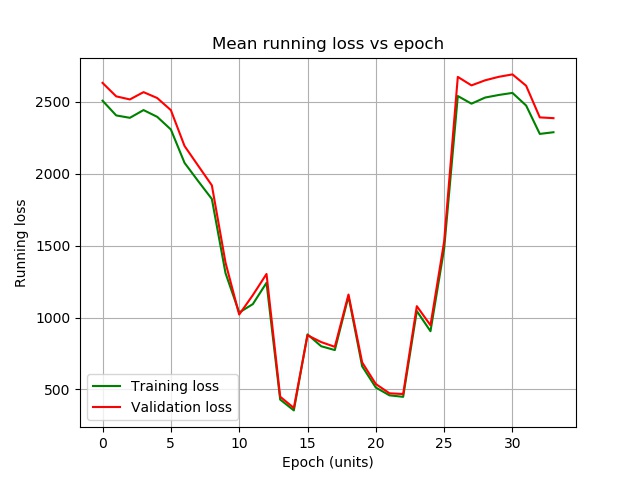 Mean running loss vs epoch
Running loss
2500
2000
1500
1000
500
Training loss
Validation loss
0 5 10 15 20 25 30
Epoch (units)